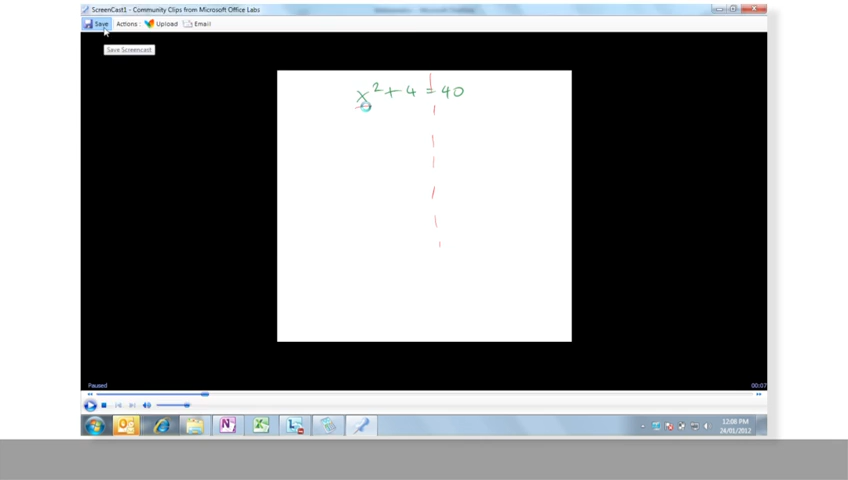 ScreenCast1 - Community Clips from Microsoft Office Labs
Save Actions : Upload Email
Save Screencast
x² + 4 = 40
Paused 00:07
12:08 PM
24/01/2012